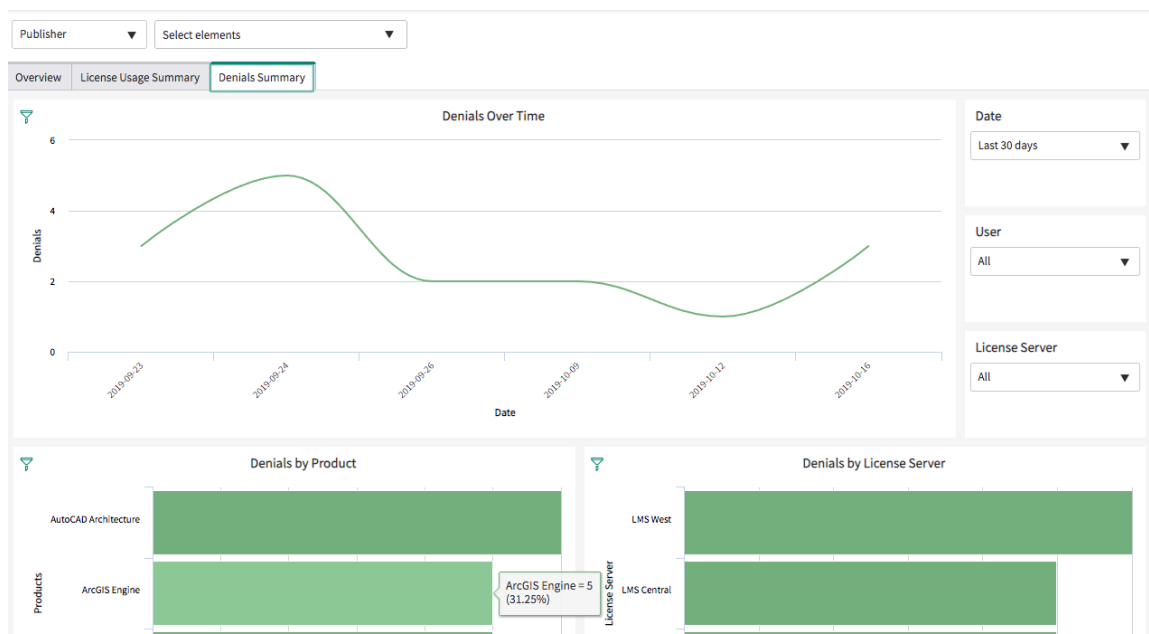 Publisher
Select elements
Overview
License Usage Summary
Denials Summary
Denials Over Time
6
4
2
0
Denials
2019-09-23
2019-09-24
2019-09-26
2019-10-09
2019-10-12
2019-10-16
Date
Date
Last 30 days
User
All
License Server
All
Denials by Product
AutoCAD Architecture
ArcGIS Engine
Products
ArcGIS Engine = 5
(31.25%)
Denials by License Server
LMS West
LMS Central
License Server